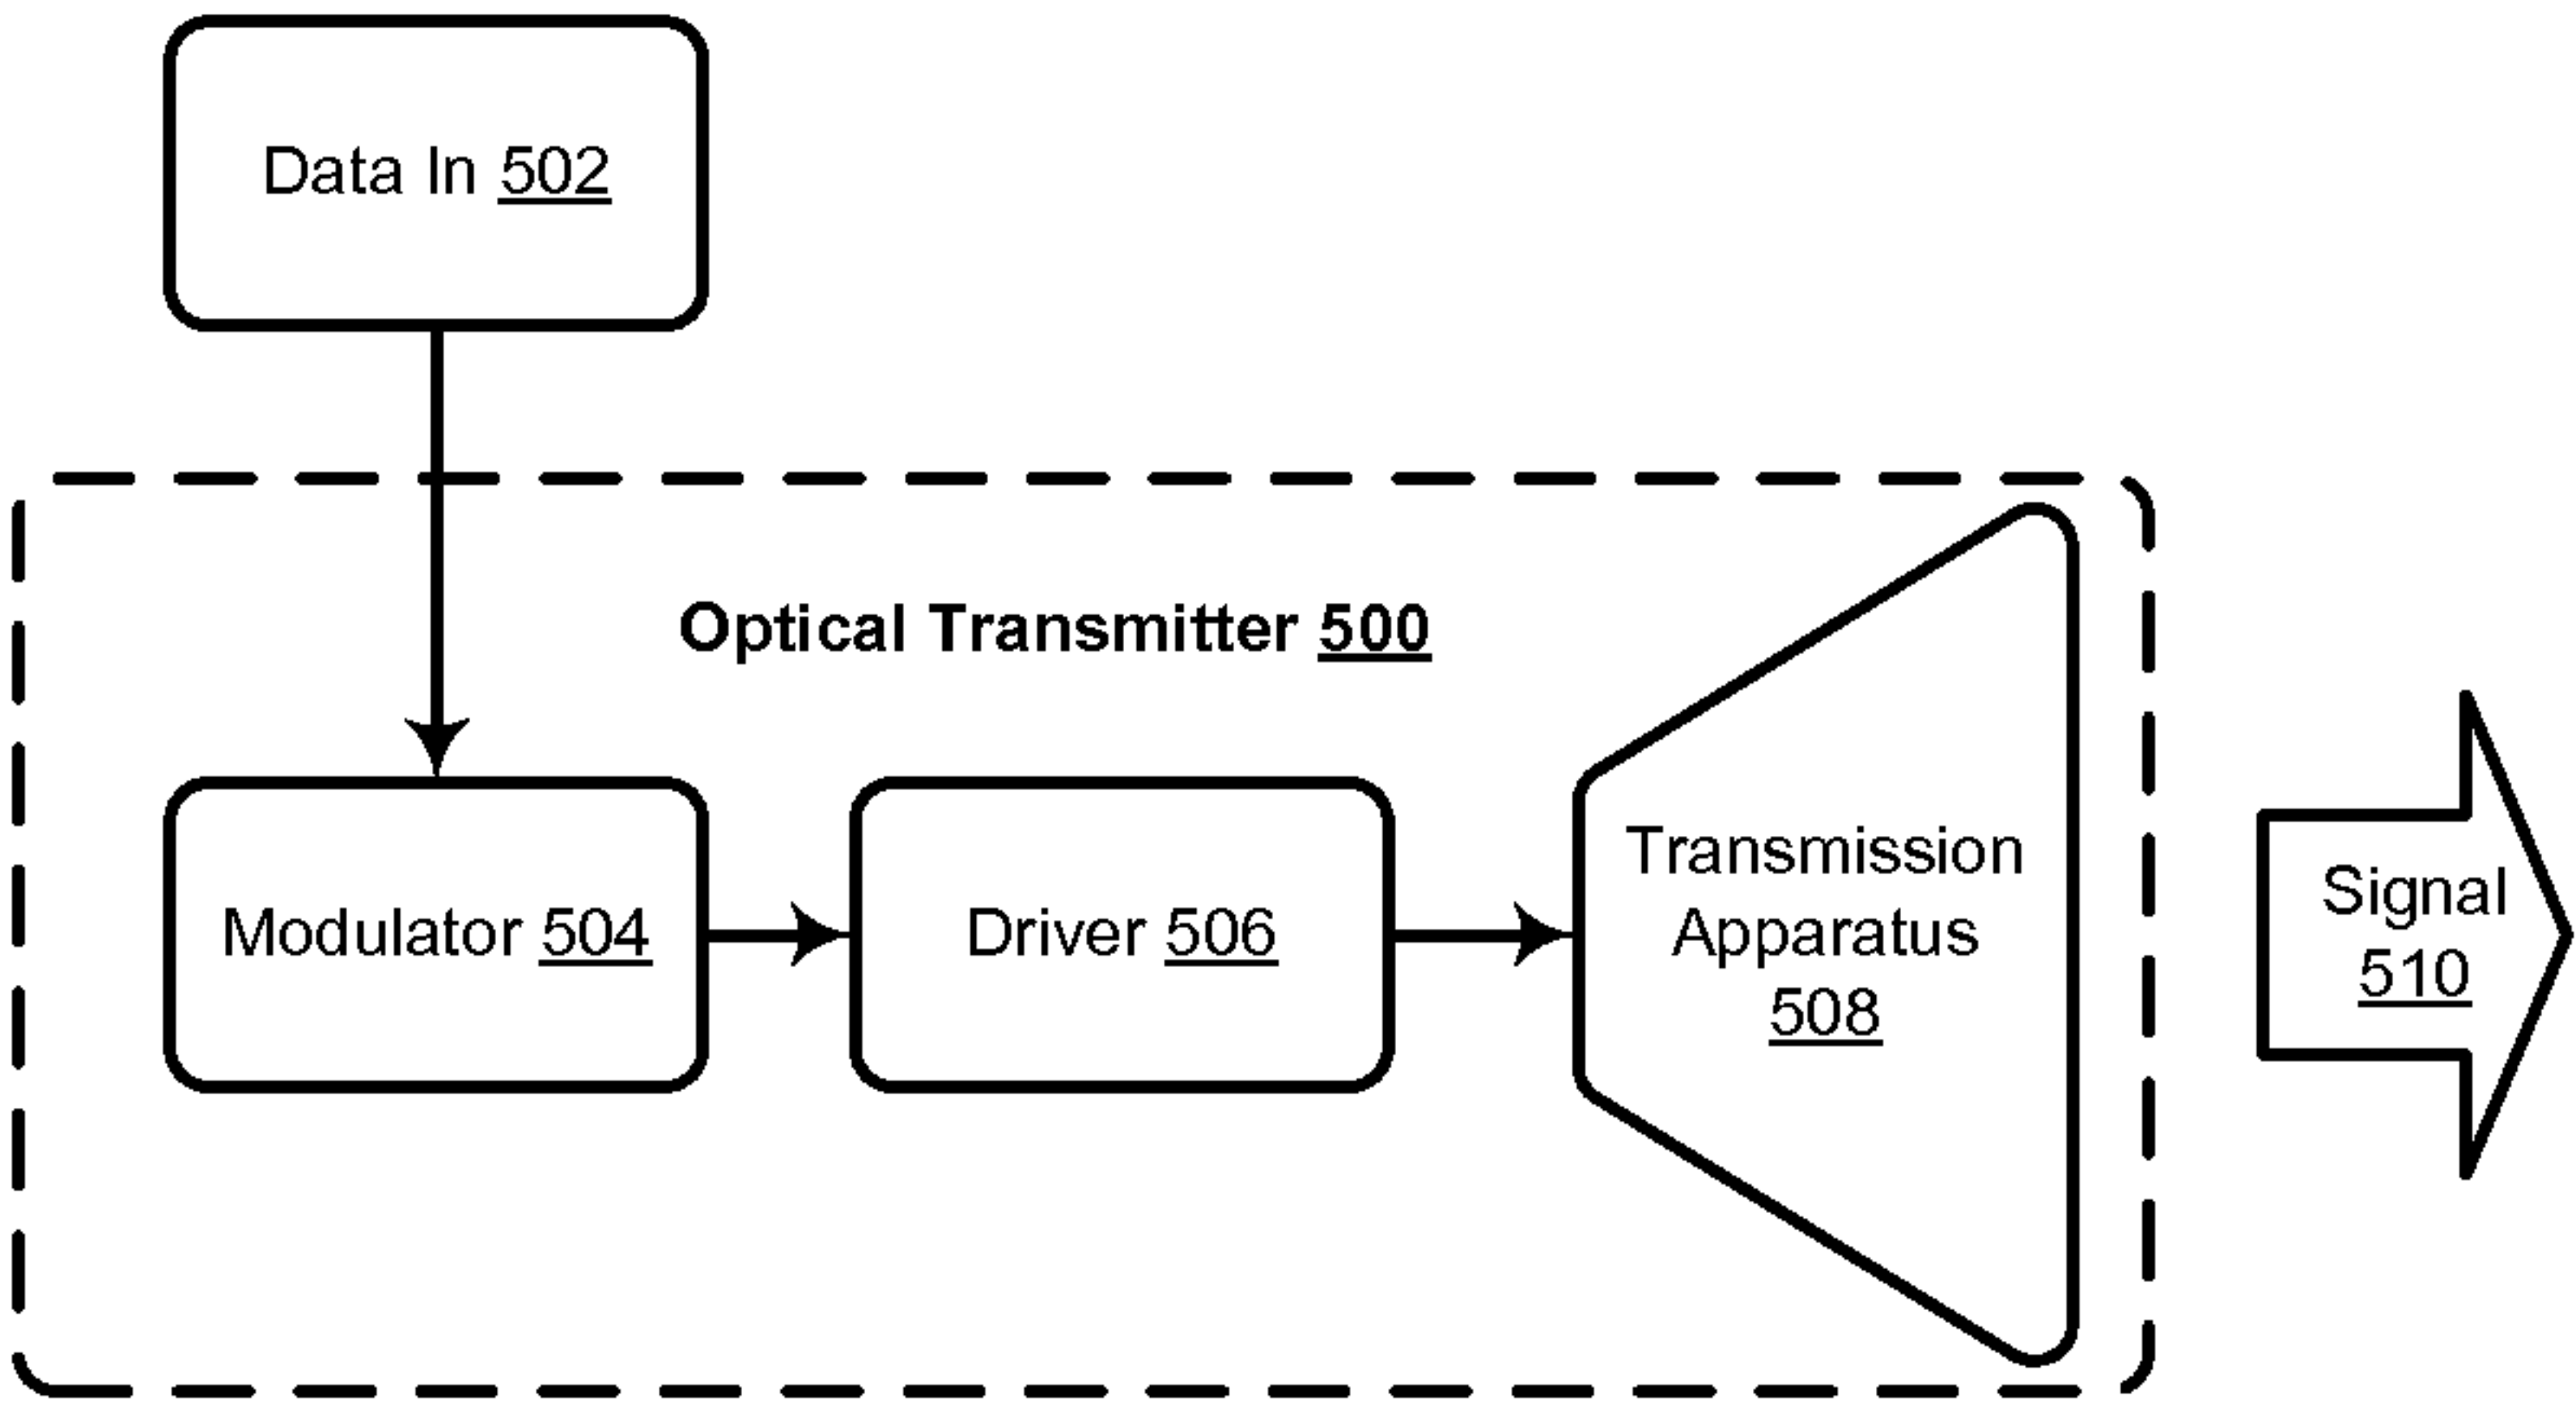 Data In 502
Optical Transmitter 500
Modulator 504
Driver 506
Transmission
Apparatus
508
Signal
510